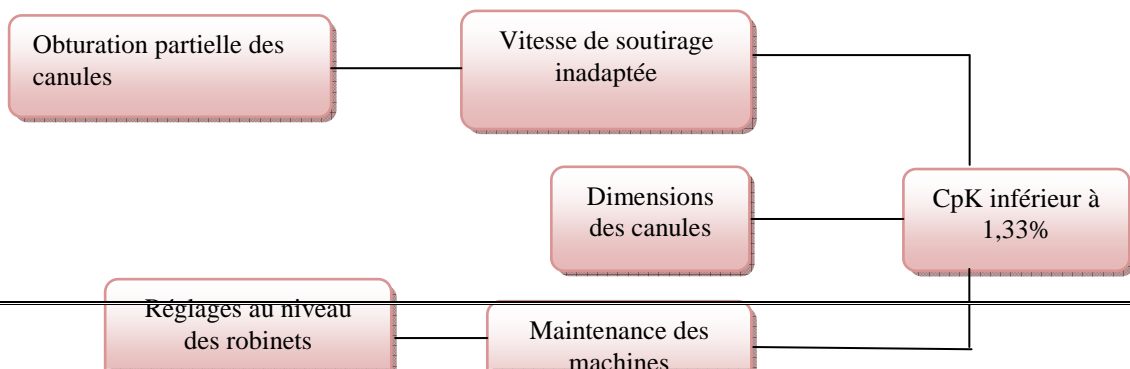 Obturation partielle des
canules
Vitesse de soutirage
inadaptée
Dimensions
des canules
CpK inférieur à
1,33%
Réglages au niveau
des robinets
Maintenance des
machines